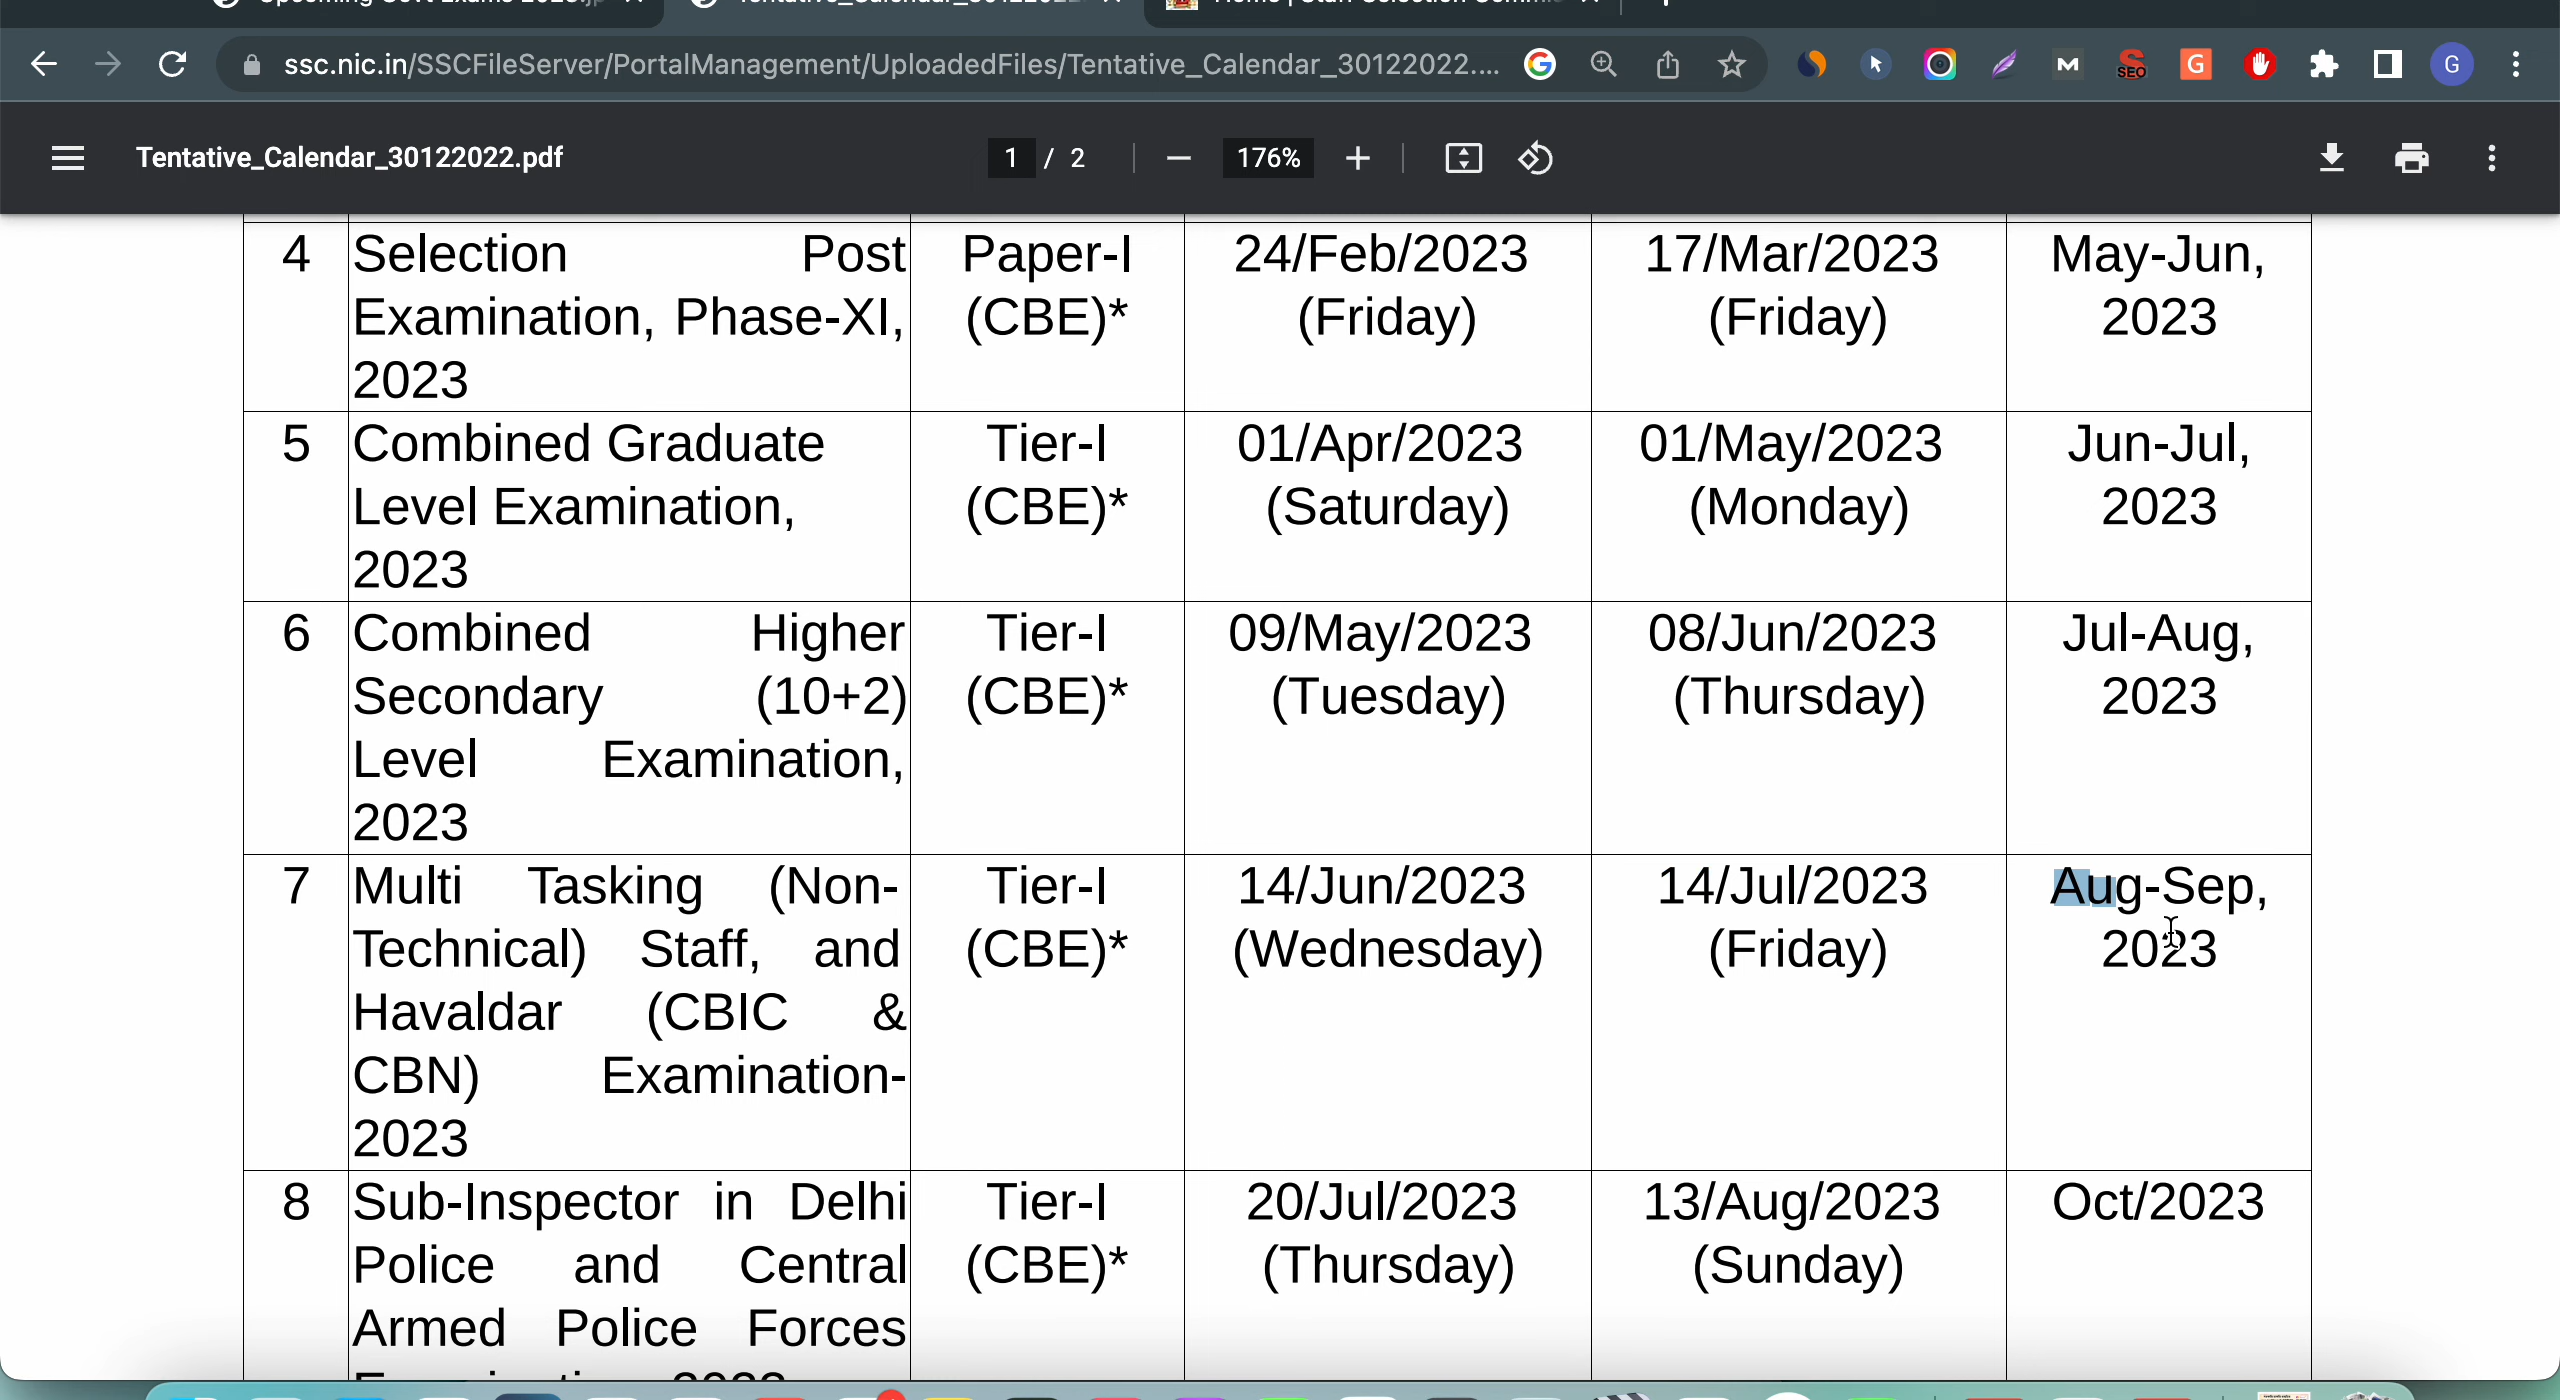 ssc.nic.in/SSCFileServer/PortalManagement/UploadedFiles/Tentative_Calendar_30122022....
G
M
SEO
G
G
Tentative_Calendar_30122022.pdf
1 / 2
176%
4 Selection Post Paper-I 24/Feb/2023 17/Mar/2023 May-Jun,
Examination, Phase-XI, (CBE)* (Friday) (Friday) 2023
2023
5 Combined Graduate Tier-I 01/Apr/2023 01/May/2023 Jun-Jul,
Level Examination, (CBE)* (Saturday) (Monday) 2023
2023
6 Combined Higher Tier-I 09/May/2023 08/Jun/2023 Jul-Aug,
Secondary (10+2) (CBE)* (Tuesday) (Thursday) 2023
Level Examination,
2023
7 Multi Tasking (Non- Tier-I 14/Jun/2023 14/Jul/2023 Aug-Sep,
Technical) Staff, and (CBE)* (Wednesday) (Friday) 2023
Havaldar (CBIC &
CBN) Examination-
2023
8 Sub-Inspector in Delhi Tier-I 20/Jul/2023 13/Aug/2023 Oct/2023
Police and Central (CBE)* (Thursday) (Sunday)
Armed Police Forces